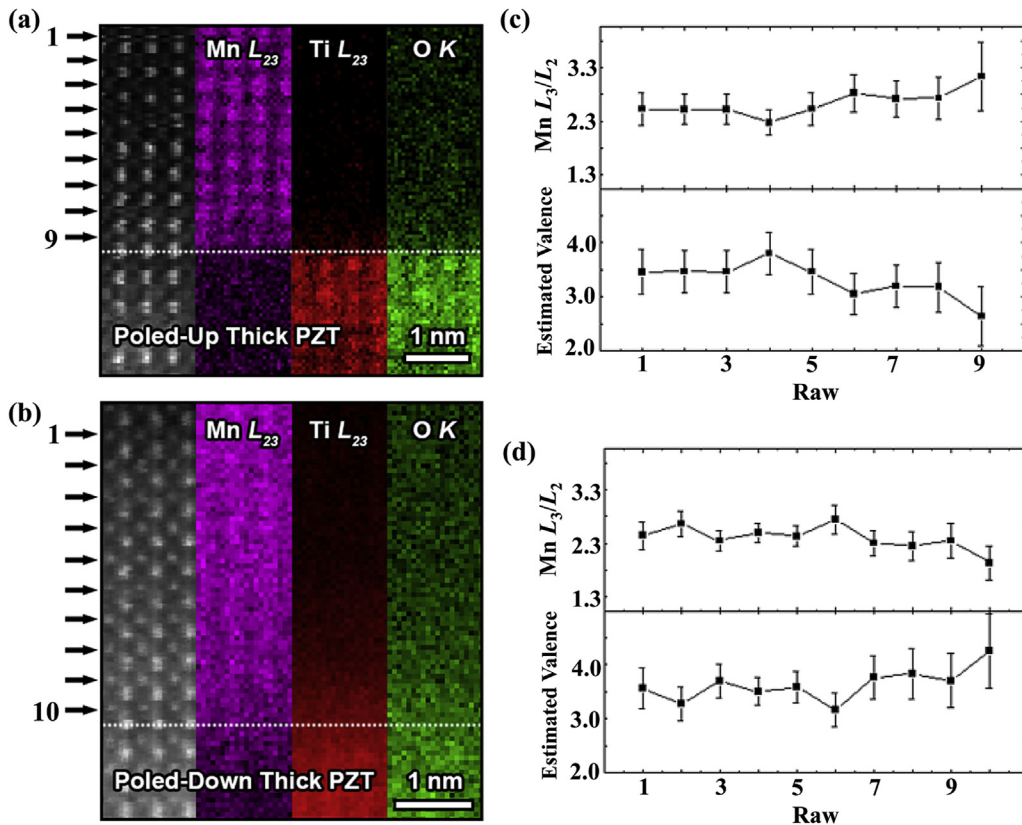 (a)
1
Mn L23
Ti L23
O K
9
Poled-Up Thick PZT
1 nm
(b)
1
Mn L23
Ti L23
O K
10
Poled-Down Thick PZT
1 nm
(c)
Mn L3/L2
3.3
2.3
1.3
Estimated Valence
4.0
3.0
2.0
1 3 5 7 9
Raw
(d)
Mn L3/L2
3.3
2.3
1.3
Estimated Valence
4.0
3.0
2.0
1 3 5 7 9
Raw